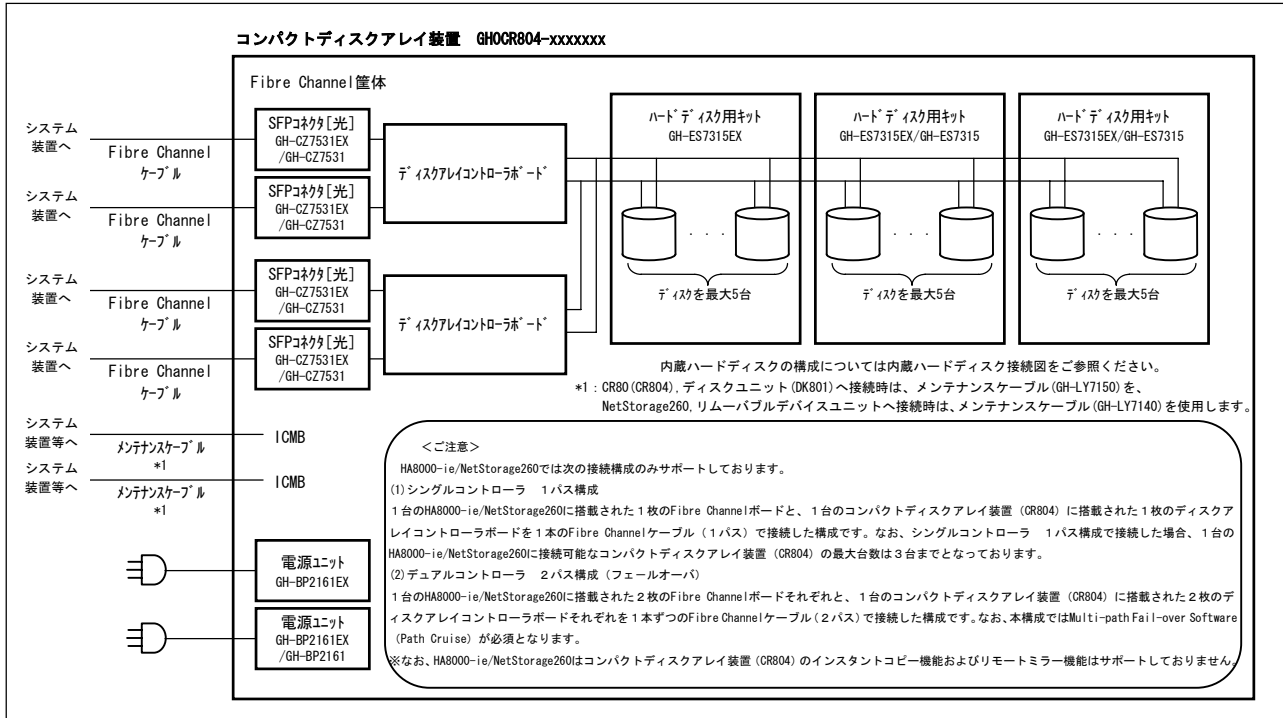 コンパクトディスクアレイ装置 GH0CR804-xxxxxxx
Fibre Channel筐体
システム
装置へ
Fibre Channel
ケーブル
SFPコネクタ[光]
GH-CZ7531EX
/GH-CZ7531
システム
装置へ
Fibre Channel
ケーブル
SFPコネクタ[光]
GH-CZ7531EX
/GH-CZ7531
ディスクアレイコントローラボード
システム
装置へ
Fibre Channel
ケーブル
SFPコネクタ[光]
GH-CZ7531EX
/GH-CZ7531
システム
装置へ
Fibre Channel
ケーブル
SFPコネクタ[光]
GH-CZ7531EX
/GH-CZ7531
ディスクアレイコントローラボード
ハードディスク用キット
GH-ES7315EX
・・・
ディスクを最大5台
ハードディスク用キット
GH-ES7315EX/GH-ES7315
・・・
ディスクを最大5台
ハードディスク用キット
GH-ES7315EX/GH-ES7315
・・・
ディスクを最大5台
内蔵ハードディスクの構成については内蔵ハードディスク接続図をご参照ください。
*1：CR80(CR804),ディスクユニット(DK801)へ接続時は、メンテナンスケーブル(GH-LY7150)を、
NetStorage260,リムーバブルデバイスユニットへ接続時は、メンテナンスケーブル(GH-LY7140)を使用します。
システム
装置等へ
メンテナンスケーブル
*1
ICMB
システム
装置等へ
メンテナンスケーブル
*1
ICMB
電源ユニット
GH-BP2161EX
電源ユニット
GH-BP2161EX
/GH-BP2161
＜ご注意＞
HA8000-ie/NetStorage260では次の接続構成のみサポートしております。
(1)シングルコントローラ　１パス構成
１台のHA8000-ie/NetStorage260に搭載された１枚のFibre Channelボードと、１台のコンパクトディスクアレイ装置（CR804）に搭載された１枚のディスクア
レイコントローラボードを１本のFibre Channelケーブル（１パス）で接続した構成です。なお、シングルコントローラ　１パス構成で接続した場合、１台の
HA8000-ie/NetStorage260に接続可能なコンパクトディスクアレイ装置（CR804）の最大台数は３台までとなっております。
(2)デュアルコントローラ　２パス構成（フェールオーバ）
１台のHA8000-ie/NetStorage260に搭載された２枚のFibre Channelボードそれぞれと、１台のコンパクトディスクアレイ装置（CR804）に搭載された２枚のデ
ィスクアレイコントローラボードそれぞれを１本ずつのFibre Channelケーブル（２パス）で接続した構成です。なお、本構成ではMulti-path Fail-over Software
（Path Cruise）が必須となります。
※なお、HA8000-ie/NetStorage260はコンパクトディスクアレイ装置（CR804）のインスタントコピー機能およびリモートミラー機能はサポートしておりません。